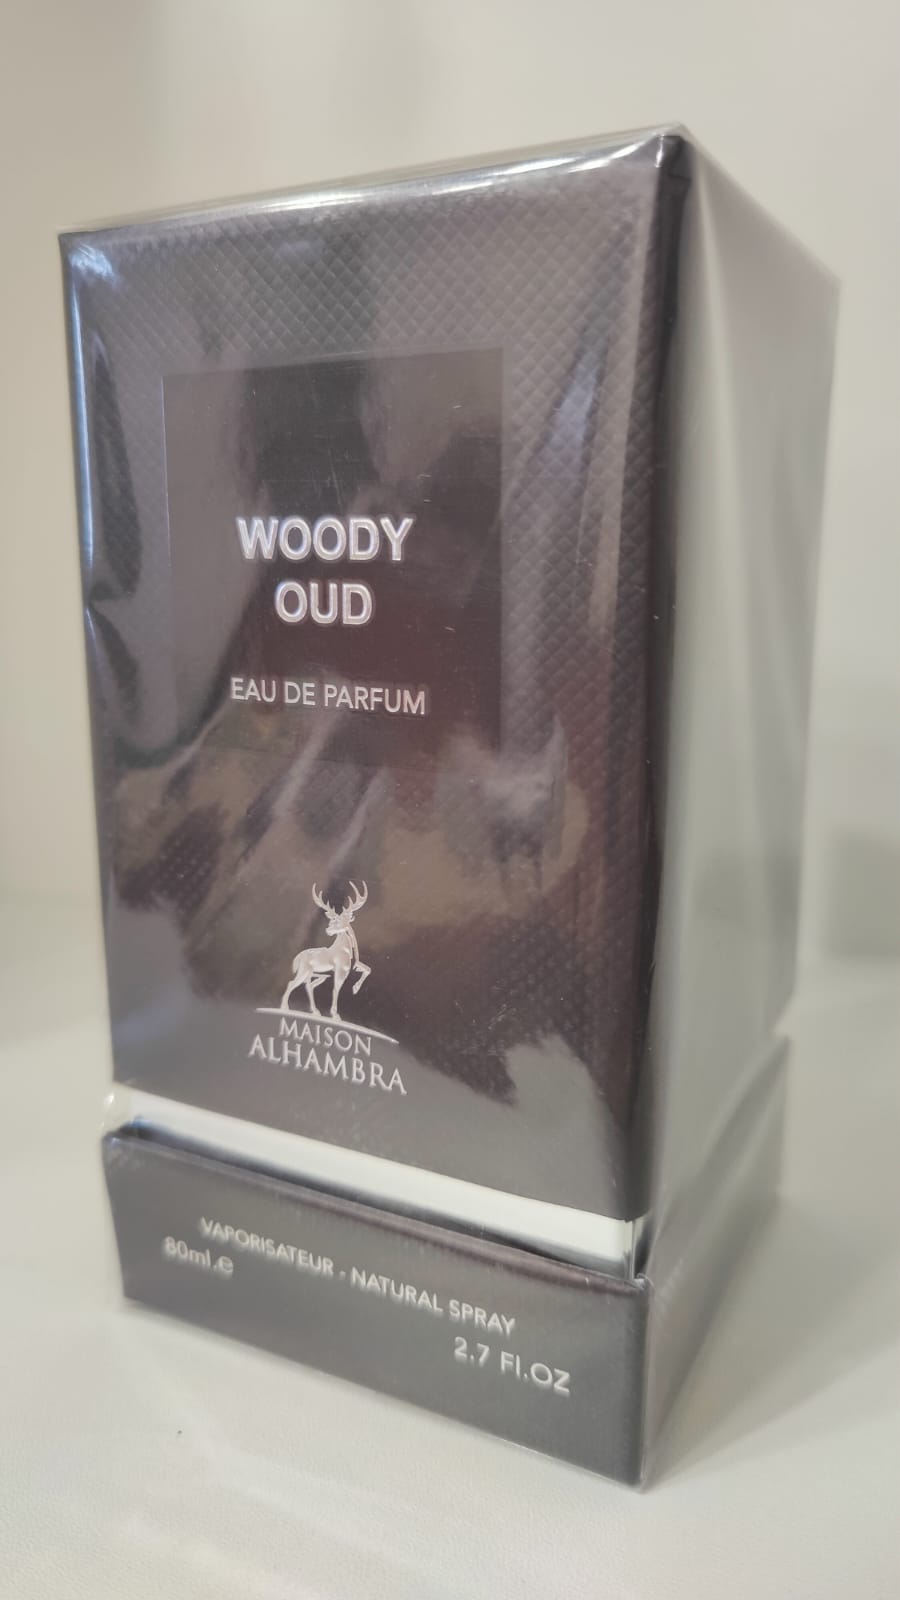 WOODY
OUD
EAU DE PARFUM
MAISON
ALHAMBRA
VAPORISATEUR . NATURAL SPRAY
80ml.e
2.7 Fl.OZ